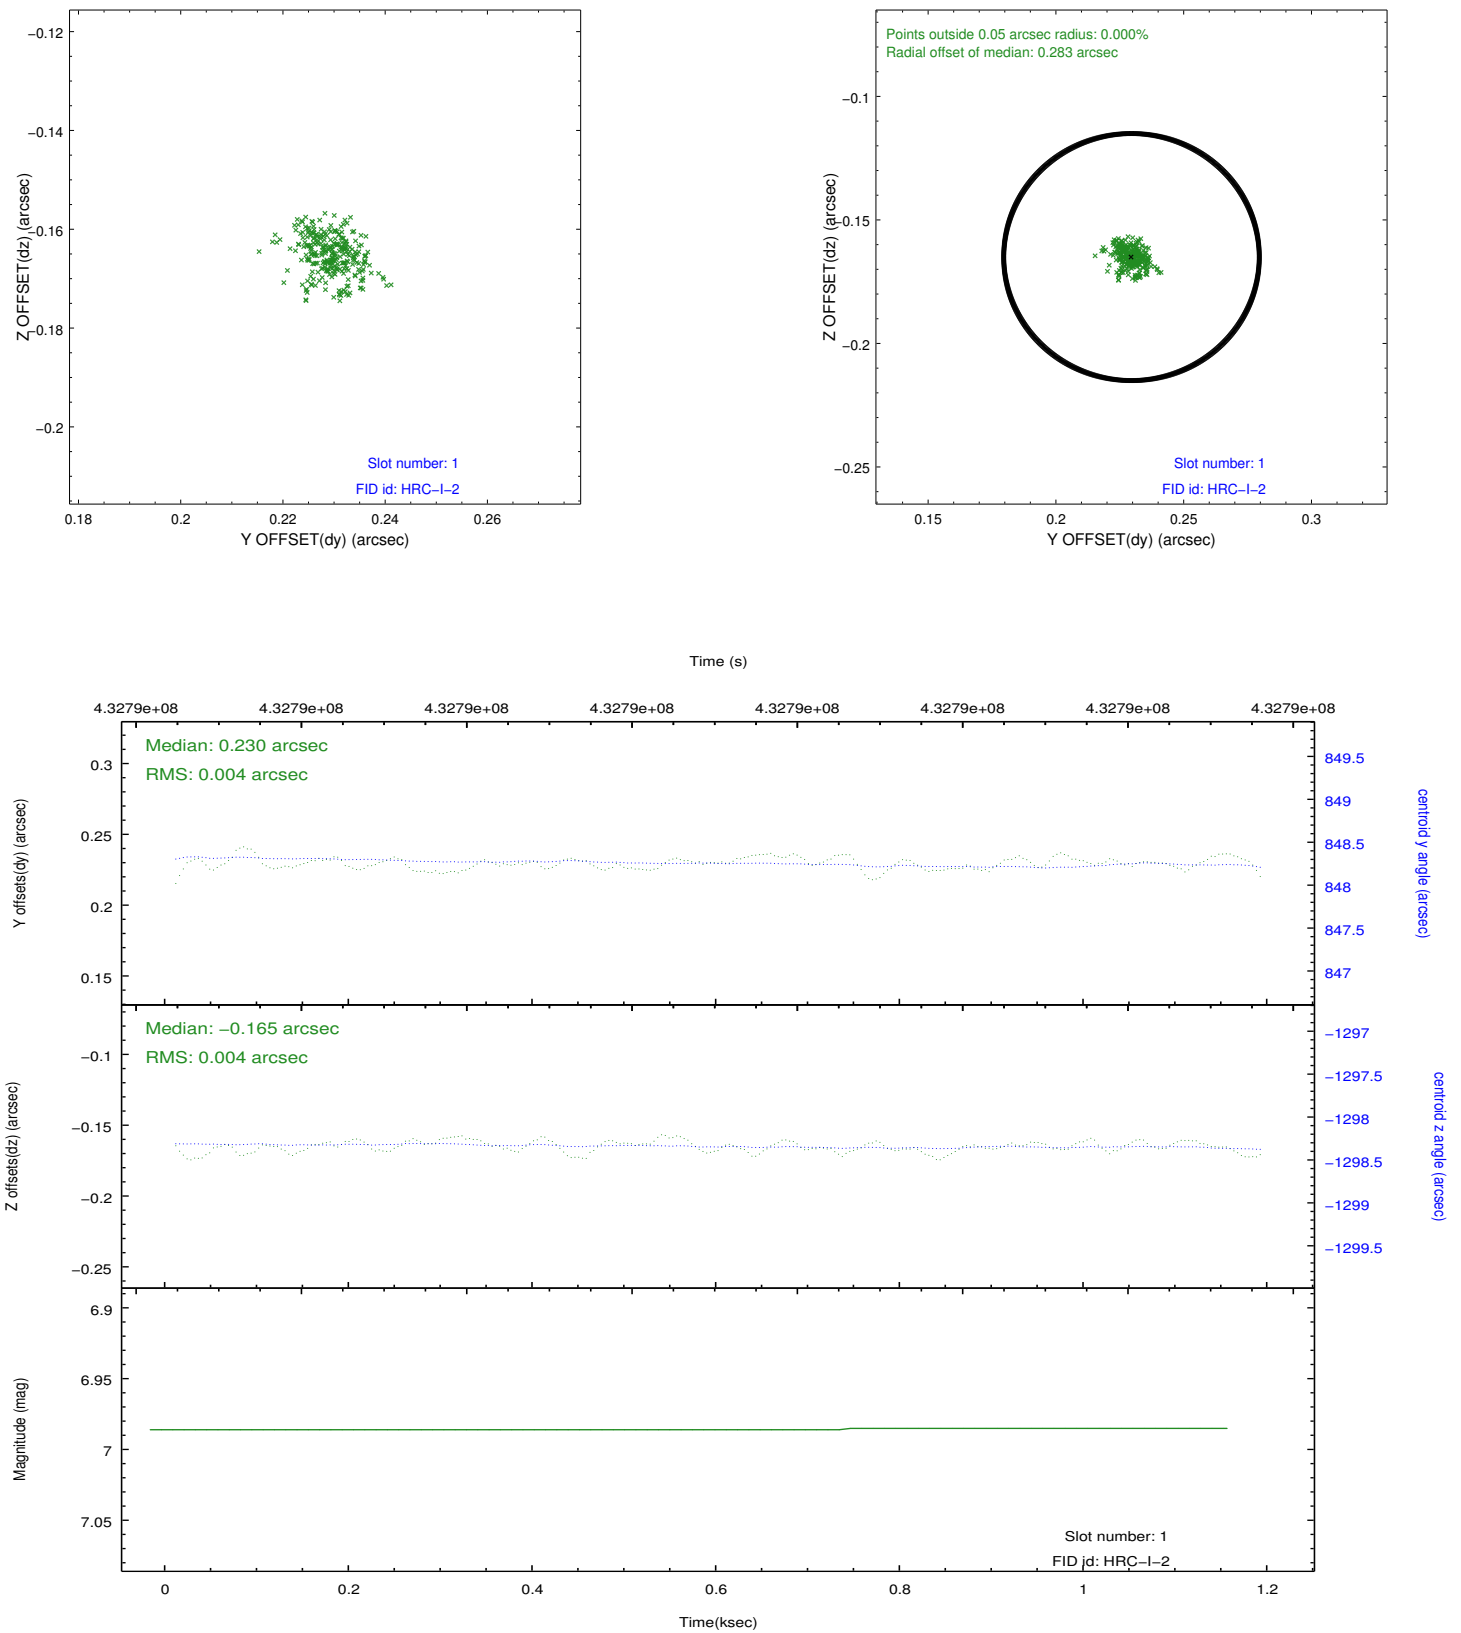 −0.12
−0.14
−0.16
−0.18
−0.2
Z OFFSET(dz) (arcsec)
Slot number: 1
FID id: HRC−I−2
0.18
0.2
0.22
0.24
0.26
Y OFFSET(dy) (arcsec)
Points outside 0.05 arcsec radius: 0.000%
Radial offset of median: 0.283 arcsec
−0.1
−0.15
−0.2
−0.25
Z OFFSET(dz) (arcsec)
Slot number: 1
FID id: HRC−I−2
0.15
0.2
0.25
0.3
Y OFFSET(dy) (arcsec)
Time (s)
4.3279e+08 4.3279e+08 4.3279e+08 4.3279e+08 4.3279e+08 4.3279e+08 4.3279e+08 4.3279e+08
Median: 0.230 arcsec
RMS: 0.004 arcsec
0.3
0.25
0.2
0.15
Y offsets(dy) (arcsec)
849.5
849
848.5
848
847.5
847
centroid y angle (arcsec)
Median: −0.165 arcsec
RMS: 0.004 arcsec
−0.1
−0.15
−0.2
−0.25
Z offsets(dz) (arcsec)
−1297
−1297.5
−1298
−1298.5
−1299
−1299.5
centroid z angle (arcsec)
6.9
6.95
7
7.05
Magnitude (mag)
Slot number: 1
FID id: HRC−I−2
0
0.2
0.4
0.6
0.8
1
1.2
Time(ksec)